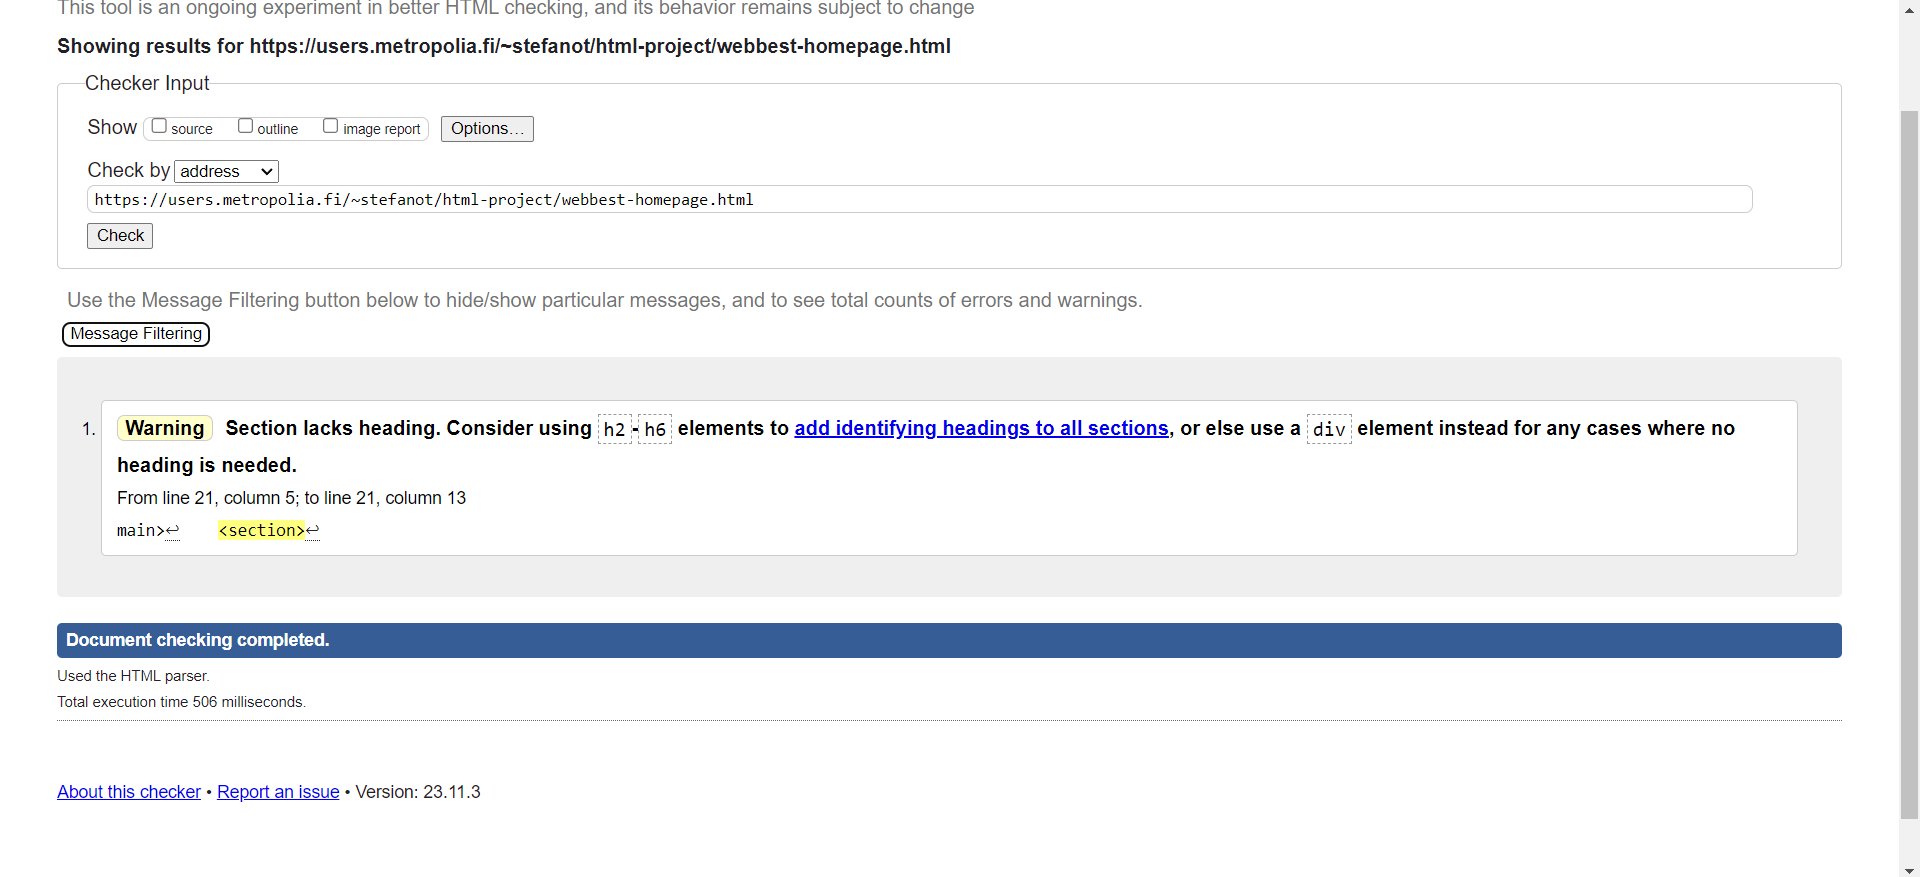 This tool is an ongoing experiment in better HTML checking, and its behavior remains subject to change
Showing results for https://users.metropolia.fi/~stefanot/html-project/webbest-homepage.html
Checker Input
Show source outline image report Options…
Check by address
https://users.metropolia.fi/~stefanot/html-project/webbest-homepage.html
Check
Use the Message Filtering button below to hide/show particular messages, and to see total counts of errors and warnings.
Message Filtering
1. Warning Section lacks heading. Consider using h2-h6 elements to add identifying headings to all sections, or else use a div element instead for any cases where no
heading is needed.
From line 21, column 5; to line 21, column 13
main>↩ <section>↩
Document checking completed.
Used the HTML parser.
Total execution time 506 milliseconds.
About this checker • Report an issue • Version: 23.11.3